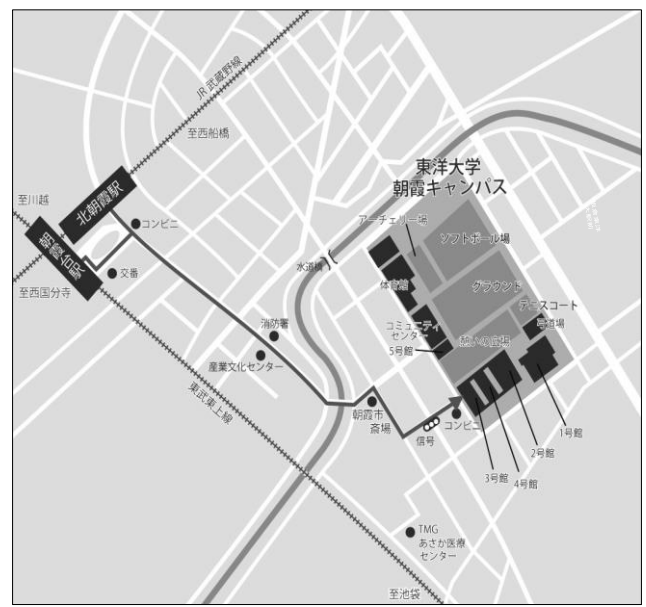 JR 武蔵野線
至西船橋
東洋大学
朝霞キャンパス
至川越
北朝霞駅
コンビニ
アーチェリー場
ソフトボール場
朝霞台駅
水道橋
交番
体育館
グラウンド
至西国分寺
テニスコート
消防署
コミュニティ
センター
弓道場
憩いの広場
5号館
産業文化センター
東武東上線
朝霞市
斎場
コンビニ
信号
1号館
2号館
3号館
4号館
TMG
あさか医療
センター
至池袋